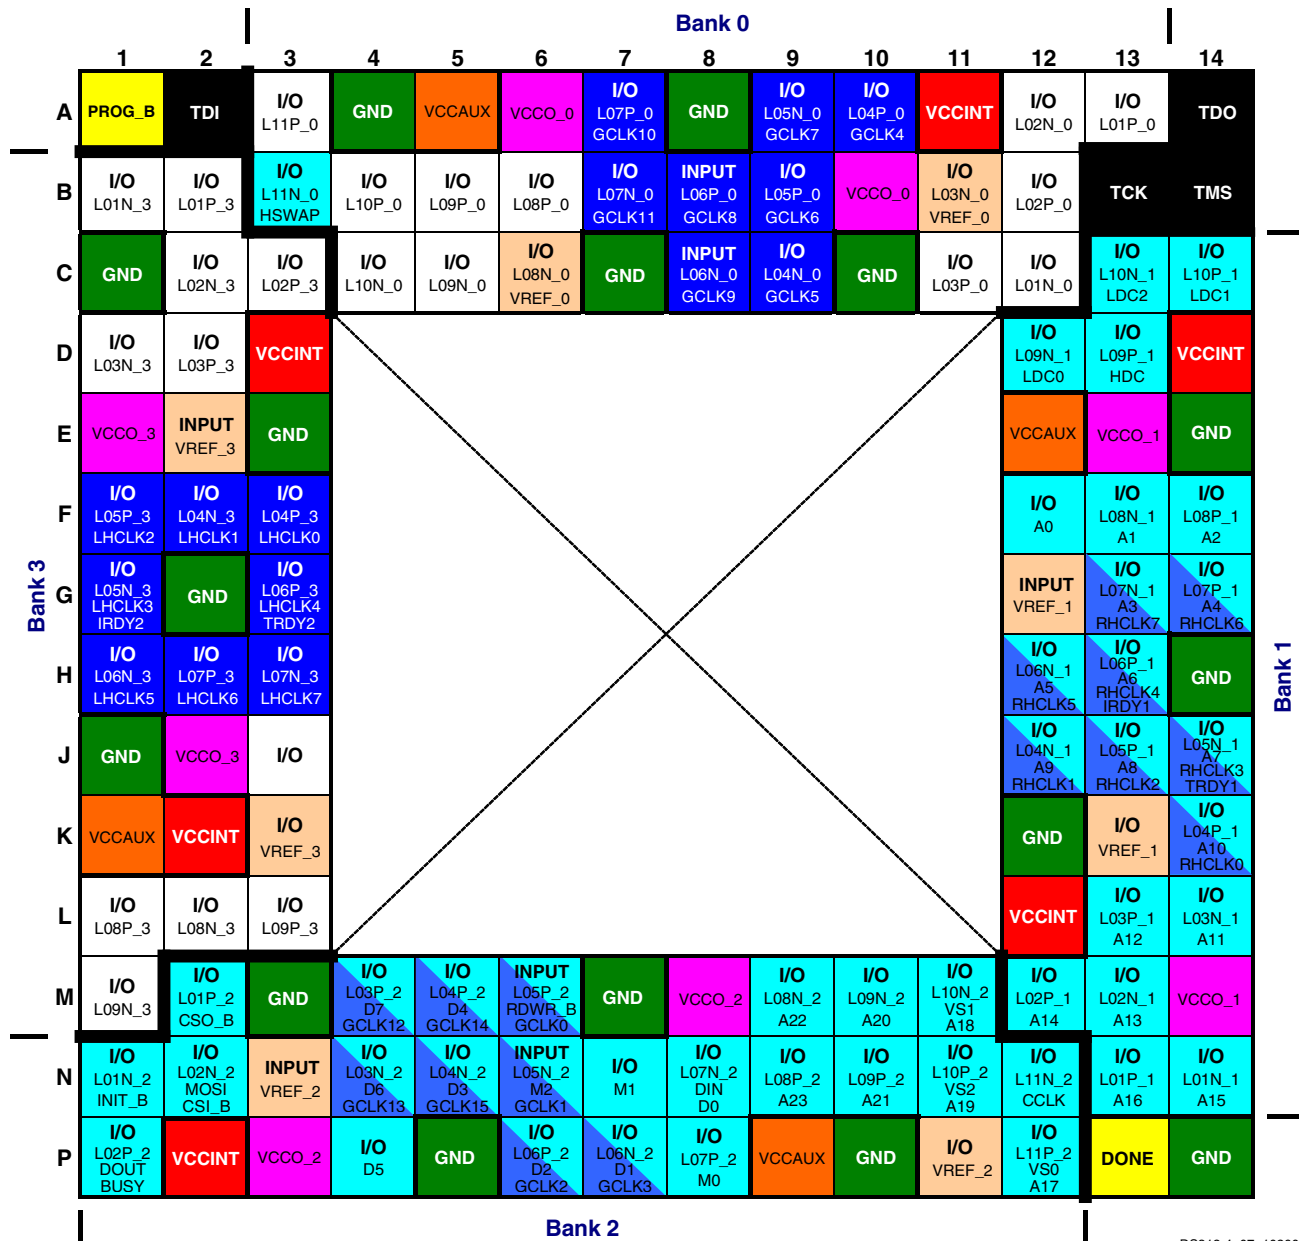 Bank 0
1 2 3 4 5 6 7 8 9 10 11 12 13 14
A
PROG_B
TDI
I/O
L11P_0
GND
VCCAUX
VCCO_0
I/O
L07P_0
GCLK10
GND
I/O
L05N_0
GCLK7
I/O
L04P_0
GCLK4
VCCINT
I/O
L02N_0
I/O
L01P_0
TDO
B
I/O
L01N_3
I/O
L01P_3
I/O
L11N_0
HSWAP
I/O
L10P_0
I/O
L09P_0
I/O
L08P_0
I/O
L07N_0
GCLK11
INPUT
L06P_0
GCLK8
I/O
L05P_0
GCLK6
VCCO_0
I/O
L03N_0
VREF_0
I/O
L02P_0
TCK
TMS
C
GND
I/O
L02N_3
I/O
L02P_3
I/O
L10N_0
I/O
L09N_0
I/O
L08N_0
VREF_0
GND
INPUT
L06N_0
GCLK9
I/O
L04N_0
GCLK5
GND
I/O
L03P_0
I/O
L01N_0
I/O
L10N_1
LDC2
I/O
L10P_1
LDC1
D
I/O
L03N_3
I/O
L03P_3
VCCINT
I/O
L09N_1
LDC0
I/O
L09P_1
HDC
VCCINT
E
VCCO_3
INPUT
VREF_3
GND
VCCAUX
VCCO_1
GND
F
I/O
L05P_3
LHCLK2
I/O
L04N_3
LHCLK1
I/O
L04P_3
LHCLK0
I/O
A0
I/O
L08N_1
A1
I/O
L08P_1
A2
Bank 3
G
I/O
L05N_3
LHCLK3
IRDY2
GND
I/O
L06P_3
LHCLK4
TRDY2
INPUT
VREF_1
I/O
L07N_1
A3
RHCLK7
I/O
L07P_1
A4
RHCLK6
H
I/O
L06N_3
LHCLK5
I/O
L07P_3
LHCLK6
I/O
L07N_3
LHCLK7
I/O
L06N_1
A5
RHCLK5
I/O
L06P_1
A6
RHCLK4
IRDY1
GND
Bank 1
J
GND
VCCO_3
I/O
I/O
L04N_1
A9
RHCLK1
I/O
L05P_1
A8
RHCLK2
I/O
L05N_1
A7
RHCLK3
TRDY1
K
VCCAUX
VCCINT
I/O
VREF_3
GND
I/O
VREF_1
I/O
L04P_1
A10
RHCLK0
L
I/O
L08P_3
I/O
L08N_3
I/O
L09P_3
VCCINT
I/O
L03P_1
A12
I/O
L03N_1
A11
M
I/O
L09N_3
I/O
L01P_2
CSO_B
GND
I/O
L03P_2
D7
GCLK12
I/O
L04P_2
D4
GCLK14
INPUT
L05P_2
RDWR_B
GCLK0
GND
VCCO_2
I/O
L08N_2
A22
I/O
L09N_2
A20
I/O
L10N_2
VS1
A18
I/O
L02P_1
A14
I/O
L02N_1
A13
VCCO_1
N
I/O
L01N_2
INIT_B
I/O
L02N_2
MOSI
CSI_B
INPUT
VREF_2
I/O
L03N_2
D6
GCLK13
I/O
L04N_2
D3
GCLK15
INPUT
L05N_2
M2
GCLK1
I/O
M1
I/O
L07N_2
DIN
D0
I/O
L08P_2
A23
I/O
L09P_2
A21
I/O
L10P_2
VS2
A19
I/O
L11N_2
CCLK
I/O
L01P_1
A16
I/O
L01N_1
A15
P
I/O
L02P_2
DOUT
BUSY
VCCINT
VCCO_2
I/O
D5
GND
I/O
L06P_2
D2
GCLK2
I/O
L06N_2
D1
GCLK3
I/O
L07P_2
M0
VCCAUX
GND
I/O
VREF_2
I/O
L11P_2
VS0
A17
DONE
GND
Bank 2